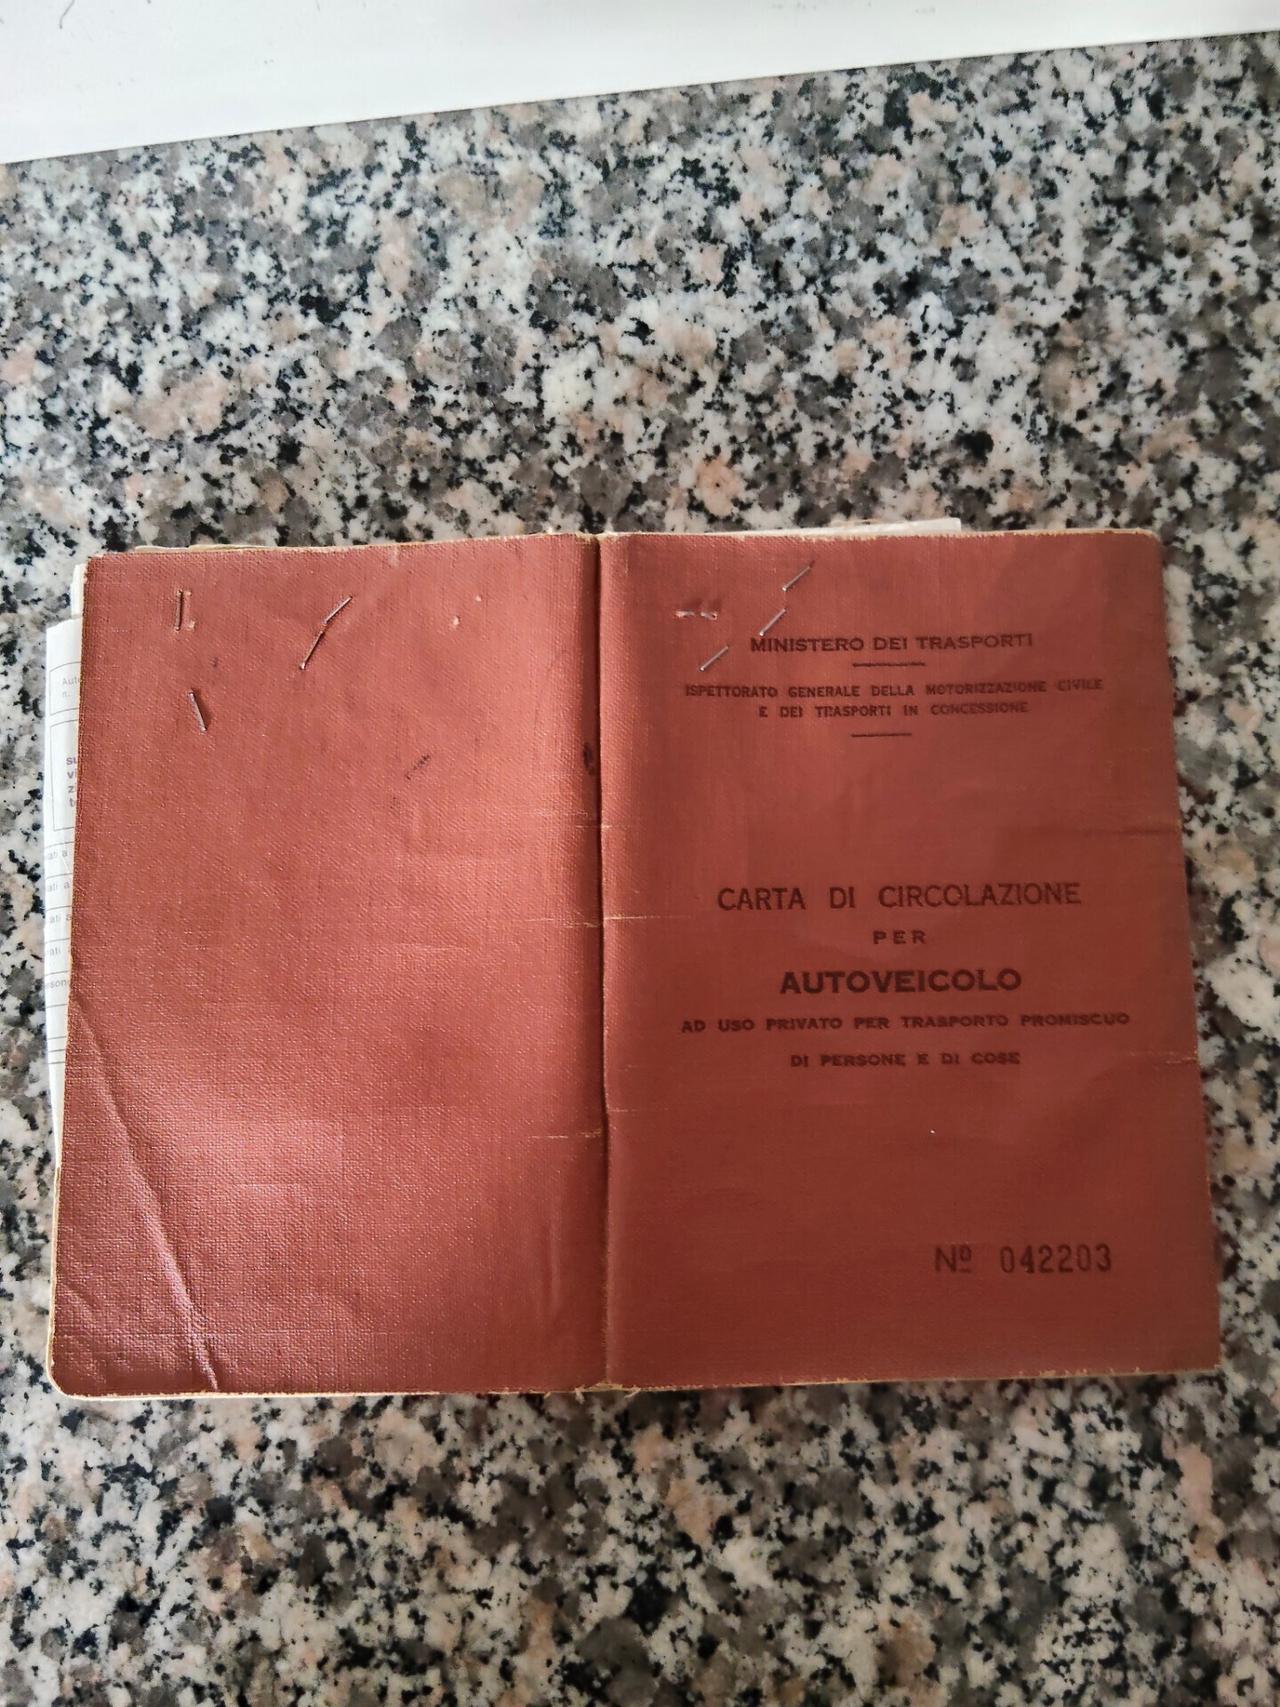 MINISTERO DEI TRASPORTI
ISPETTORATO GENERALE DELLA MOTORIZZAZIONE CIVILE
E DEI TRASPORTI IN CONCESSIONE
CARTA DI CIRCOLAZIONE
PER
AUTOVEICOLO
AD USO PRIVATO PER TRASPORTO PROMISCUO
DI PERSONE E DI COSE
Nº 042203